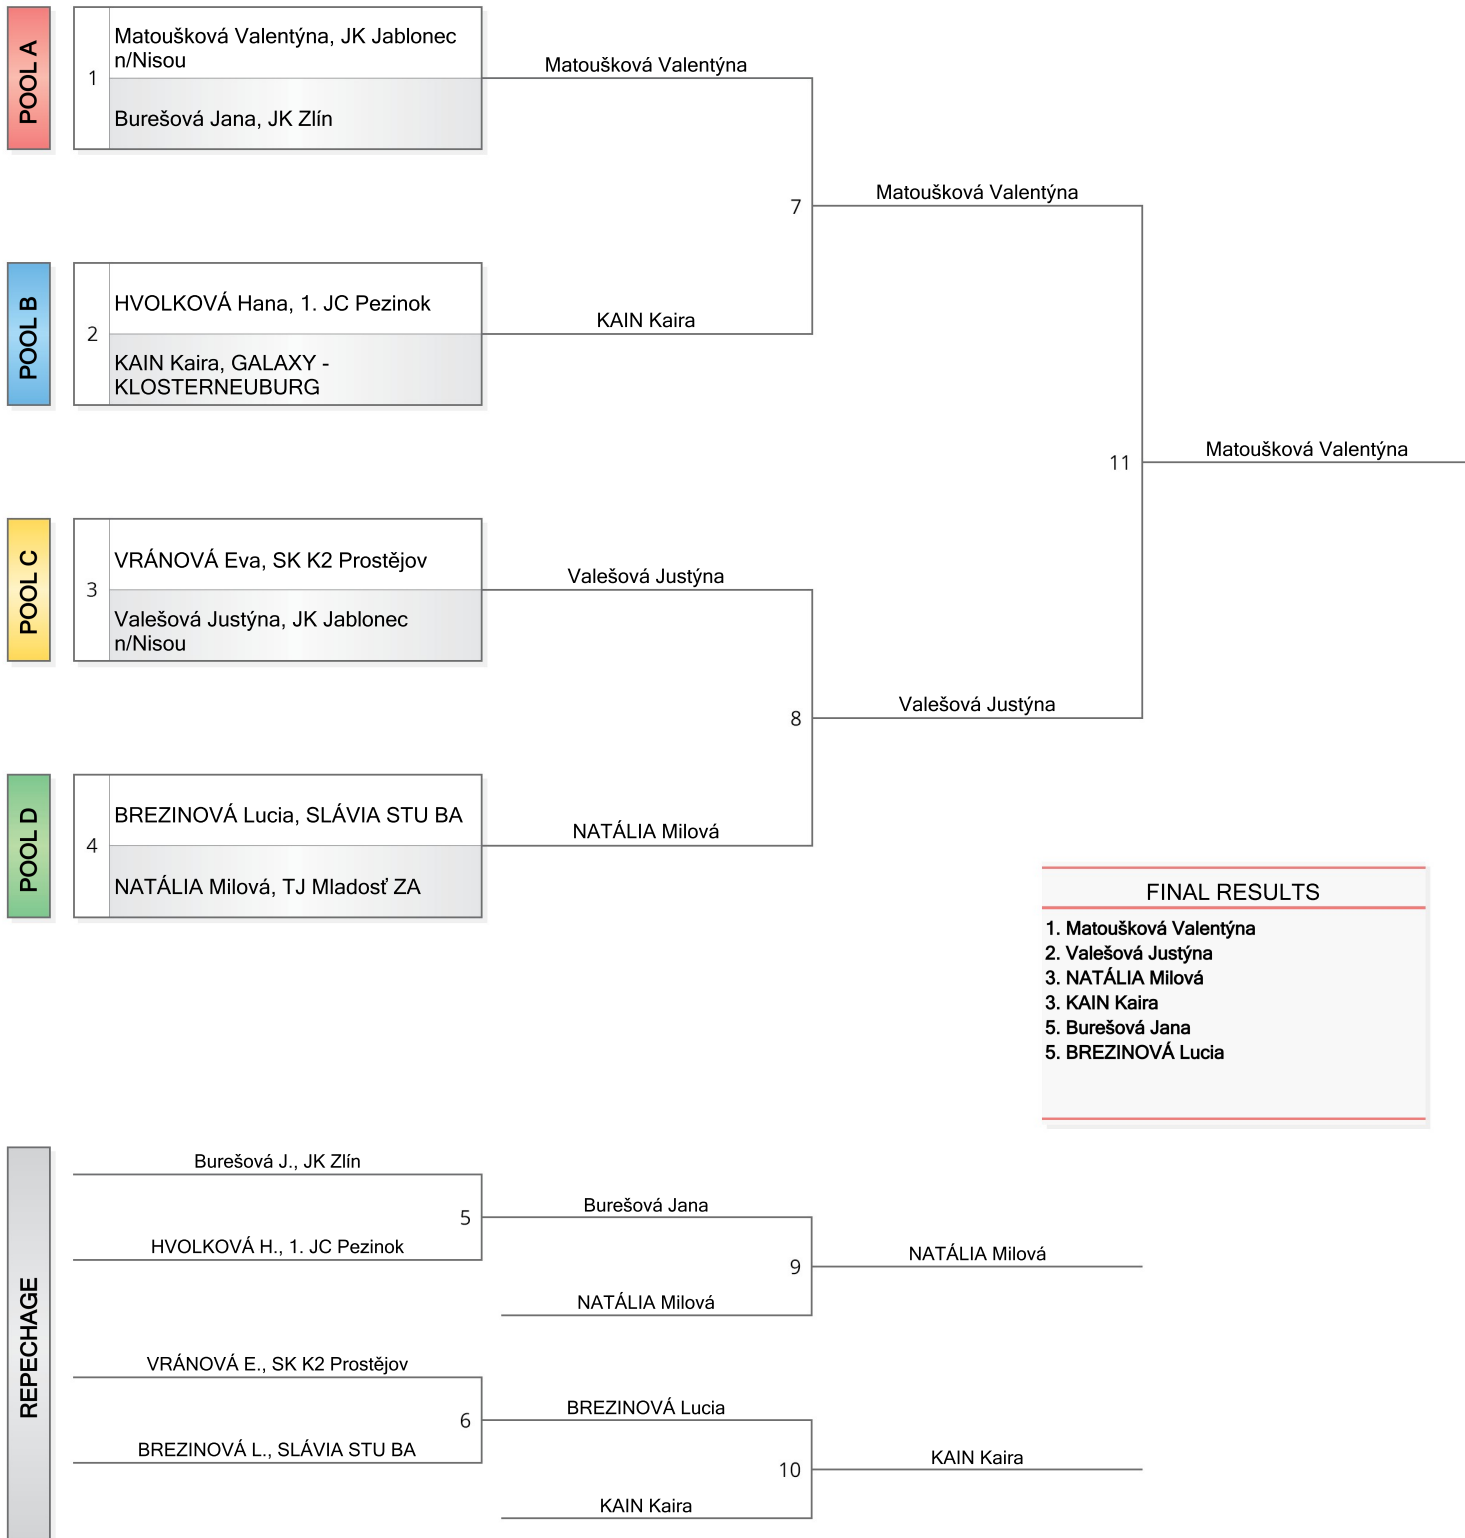 POOL A
1
Matoušková Valentýna, JK Jablonec
n/Nisou
Burešová Jana, JK Zlín
Matoušková Valentýna
7
Matoušková Valentýna
POOL B
2
HVOLKOVÁ Hana, 1. JC Pezinok
KAIN Kaira, GALAXY -
KLOSTERNEUBURG
KAIN Kaira
11
Matoušková Valentýna
POOL C
3
VRÁNOVÁ Eva, SK K2 Prostějov
Valešová Justýna, JK Jablonec
n/Nisou
Valešová Justýna
8
Valešová Justýna
POOL D
4
BREZINOVÁ Lucia, SLÁVIA STU BA
NATÁLIA Milová, TJ Mladosť ZA
NATÁLIA Milová
FINAL RESULTS
1. Matoušková Valentýna
2. Valešová Justýna
3. NATÁLIA Milová
3. KAIN Kaira
5. Burešová Jana
5. BREZINOVÁ Lucia
REPECHAGE
Burešová J., JK Zlín
5
HVOLKOVÁ H., 1. JC Pezinok
Burešová Jana
9
NATÁLIA Milová
NATÁLIA Milová
VRÁNOVÁ E., SK K2 Prostějov
6
BREZINOVÁ L., SLÁVIA STU BA
BREZINOVÁ Lucia
10
KAIN Kaira
KAIN Kaira